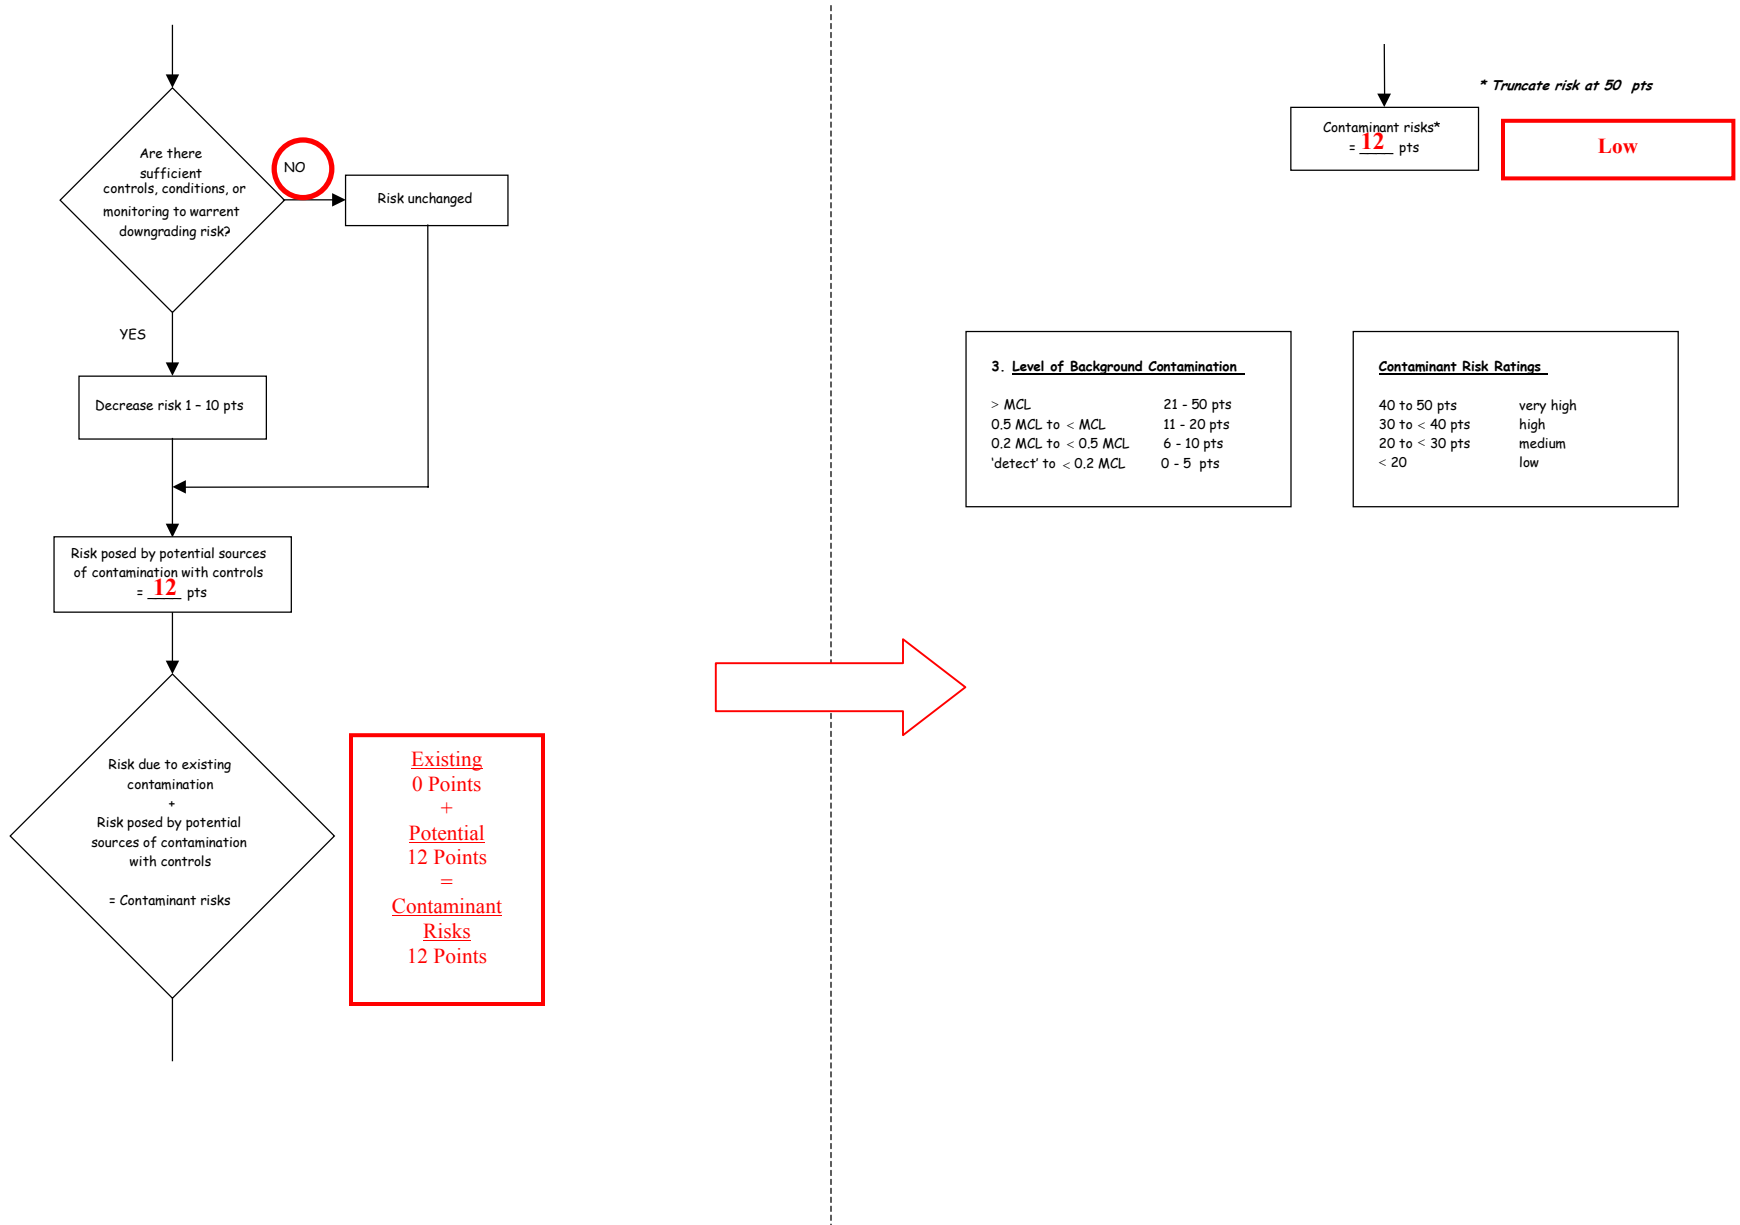 Are there
sufficient
controls, conditions, or
monitoring to warrent
downgrading risk?
NO
Risk unchanged
YES
Decrease risk 1 – 10 pts
Risk posed by potential sources
of contamination with controls
= 12 pts
Risk due to existing
contamination
+
Risk posed by potential
sources of contamination
with controls
= Contaminant risks
Existing
0 Points
+
Potential
12 Points
=
Contaminant
Risks
12 Points
* Truncate risk at 50 pts
Contaminant risks*
= 12 pts
Low
3. Level of Background Contamination
> MCL 21 - 50 pts
0.5 MCL to < MCL 11 - 20 pts
0.2 MCL to < 0.5 MCL 6 - 10 pts
'detect' to < 0.2 MCL 0 - 5 pts
Contaminant Risk Ratings
40 to 50 pts very high
30 to < 40 pts high
20 to < 30 pts medium
< 20 low